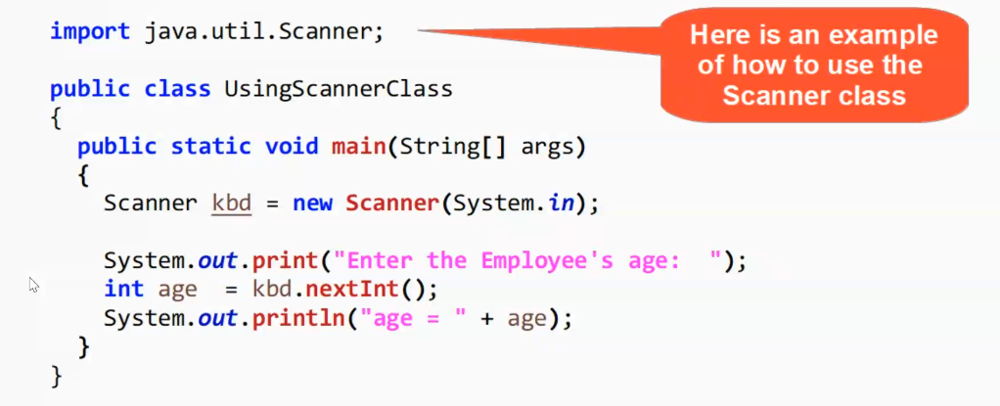 import java.util.Scanner;
Here is an example
of how to use the
Scanner class
public class UsingScannerClass
{
public static void main(String[] args)
{
Scanner kbd = new Scanner(System.in);
System.out.print("Enter the Employee's age:  ");
int age  = kbd.nextInt();
System.out.println("age = " + age);
}
}